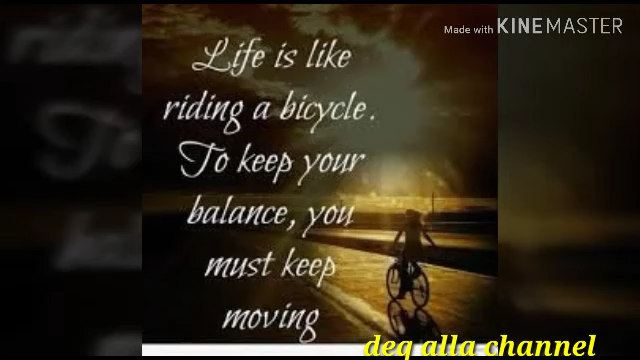 Made with KINEMASTER
Life is like
riding a bicycle.
To keep your
balance, you
must keep
moving
deq alla channel